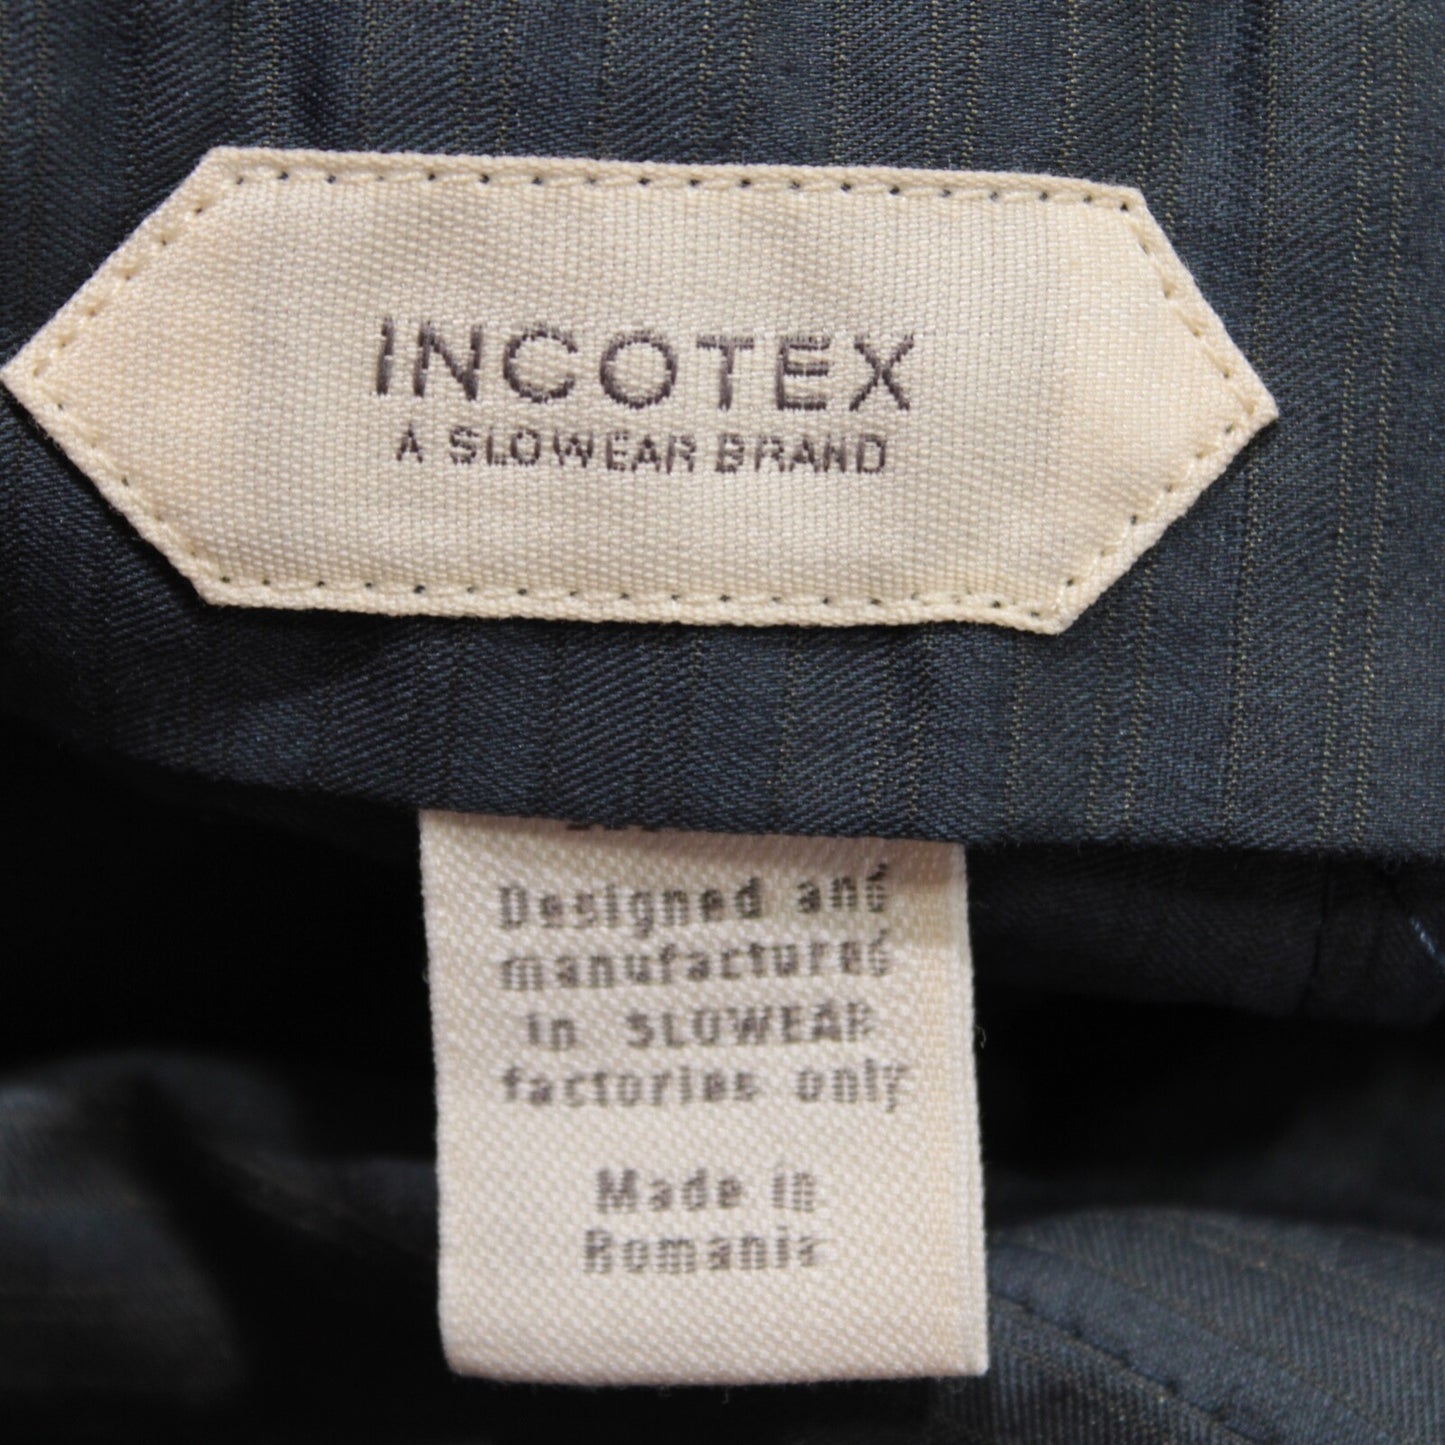 INCOTEX
A SLOWEAR BRAND
Designed and
manufactured
in SLOWEAR
factories only
Made in
Romania